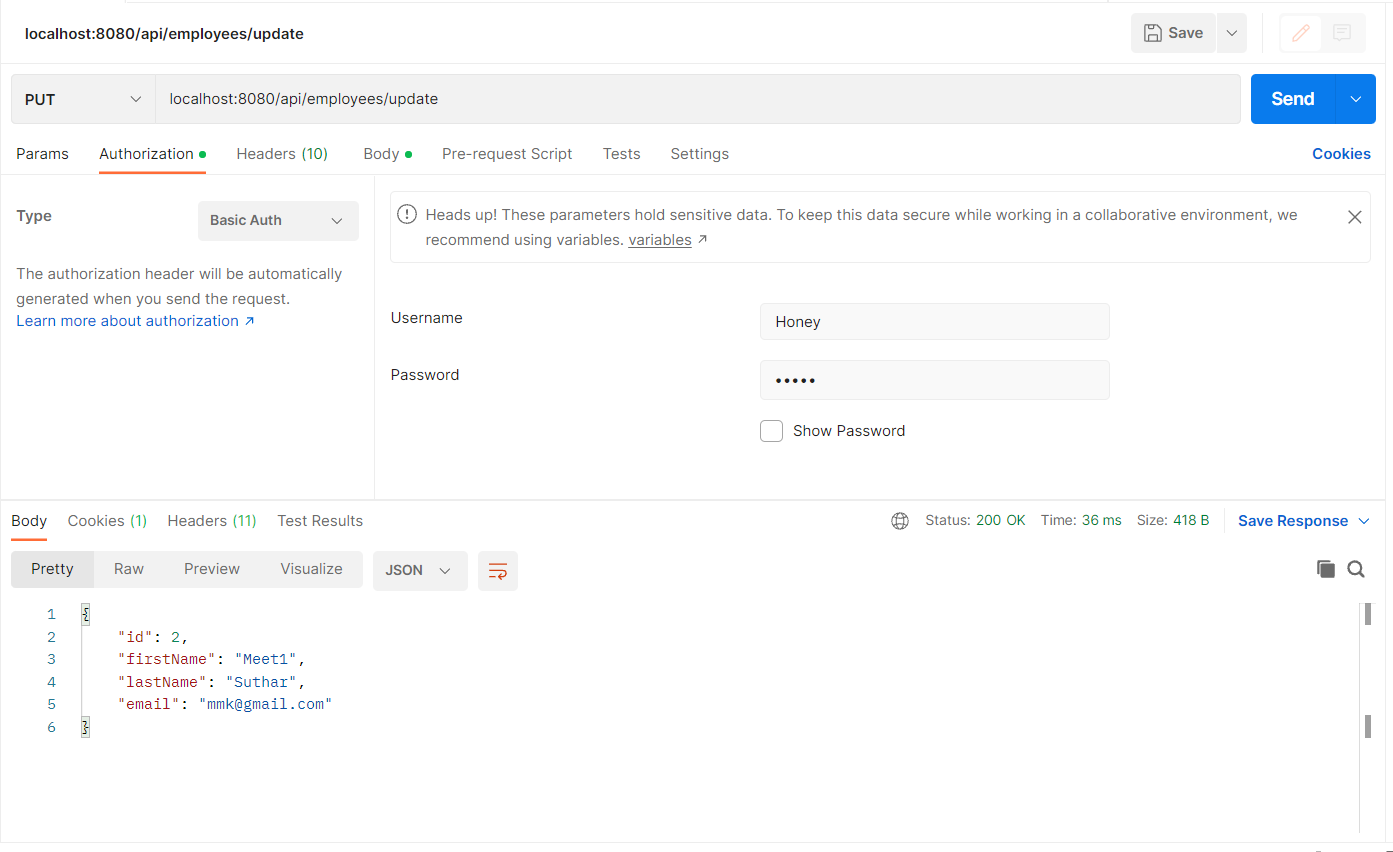 localhost:8080/api/employees/update
Save
PUT
localhost:8080/api/employees/update
Send
Params Authorization Headers (10) Body Pre-request Script Tests Settings Cookies
Type
Basic Auth
The authorization header will be automatically
generated when you send the request.
Learn more about authorization ↗
Heads up! These parameters hold sensitive data. To keep this data secure while working in a collaborative environment, we
recommend using variables. variables ↗
Username
Honey
Password
•••••
Show Password
Body Cookies (1) Headers (11) Test Results
Status: 200 OK Time: 36 ms Size: 418 B Save Response
Pretty Raw Preview Visualize JSON
1 {
2 "id": 2,
3 "firstName": "Meet1",
4 "lastName": "Suthar",
5 "email": "mmk@gmail.com"
6 }